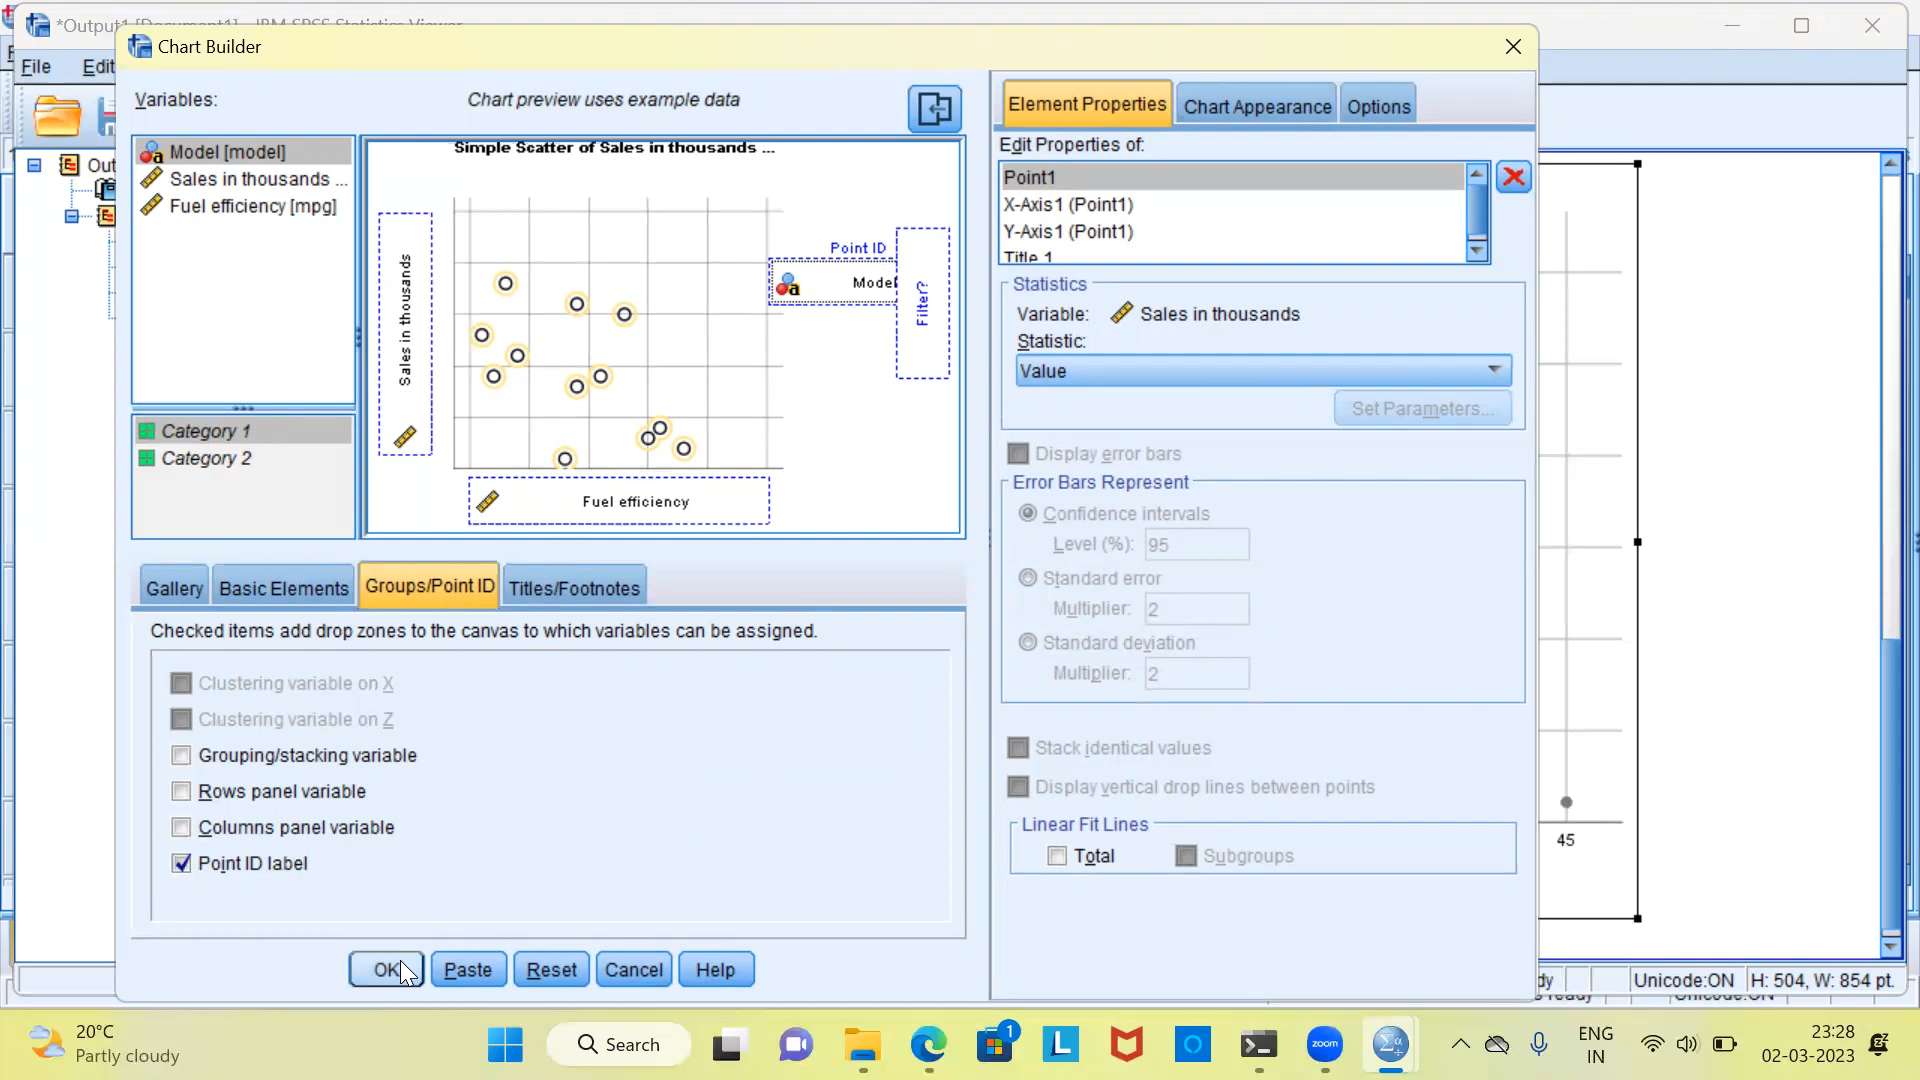 *Output1 [Document1] - IBM SPSS Statistics Viewer
Chart Builder
File Edit
Variables:
Chart preview uses example data
Model [model]
Sales in thousands ...
Fuel efficiency [mpg]
Category 1
Category 2
Simple Scatter of Sales in thousands ...
Sales in thousands
Point ID
Model
Filter?
Fuel efficiency
Gallery
Basic Elements
Groups/Point ID
Titles/Footnotes
Checked items add drop zones to the canvas to which variables can be assigned.
Clustering variable on X
Clustering variable on Z
Grouping/stacking variable
Rows panel variable
Columns panel variable
Point ID label
OK
Paste
Reset
Cancel
Help
Element Properties
Chart Appearance
Options
Edit Properties of:
Point1
X-Axis1 (Point1)
Y-Axis1 (Point1)
Title 1
Statistics
Variable: Sales in thousands
Statistic:
Value
Set Parameters...
Display error bars
Error Bars Represent
Confidence intervals
Level (%): 95
Standard error
Multiplier: 2
Standard deviation
Multiplier: 2
Stack identical values
Display vertical drop lines between points
Linear Fit Lines
Total
Subgroups
Out
45
Unicode:ON
H: 504, W: 854 pt.
20°C
Partly cloudy
Search
1
L
zoom
ENG
IN
23:28
02-03-2023